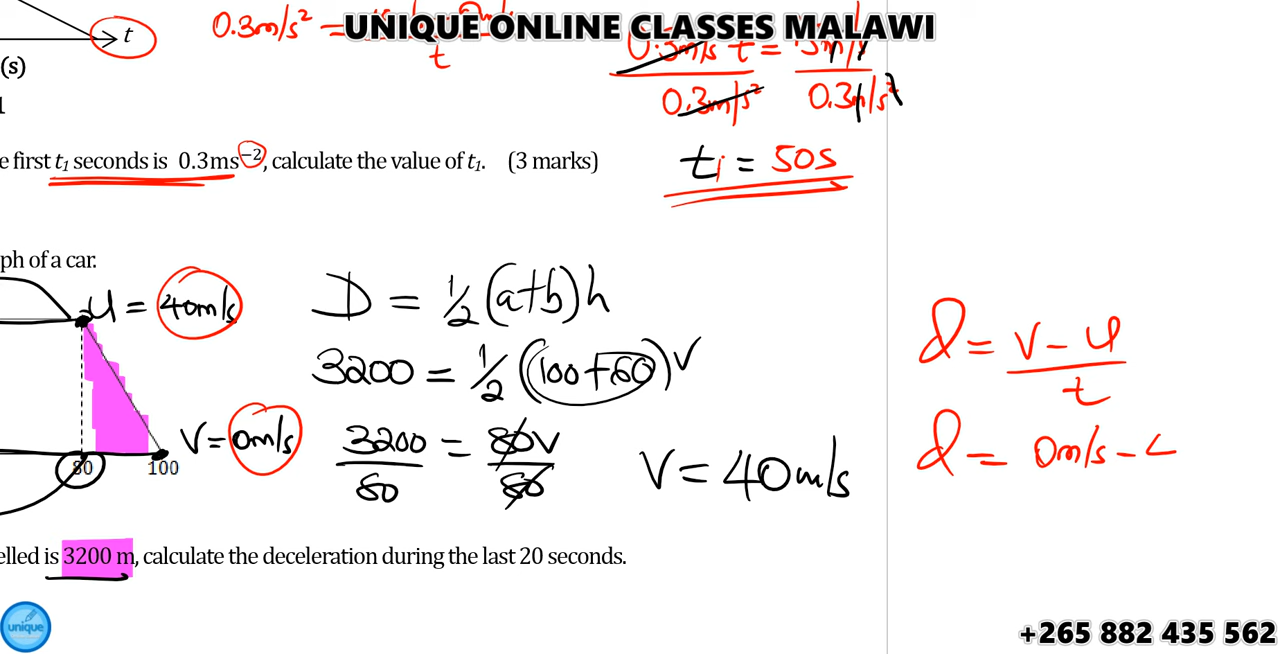 UNIQUE ONLINE CLASSES MALAWI
t
0.3m/s² =
t
(s)
t =
0.3m/s² 0.3m/s²
e first t₁ seconds is 0.3ms⁻², calculate the value of t₁. (3 marks)
t₁ = 50s
ph of a car.
u = 40m/s
D = ½ (a+b)h
3200 = ½ (100+60)v
d = v - u
t
v = 0m/s
80 100
3200 = 80v
80 80
v = 40m/s
d = 0m/s - 4
elled is 3200 m, calculate the deceleration during the last 20 seconds.
unique
+265 882 435 562